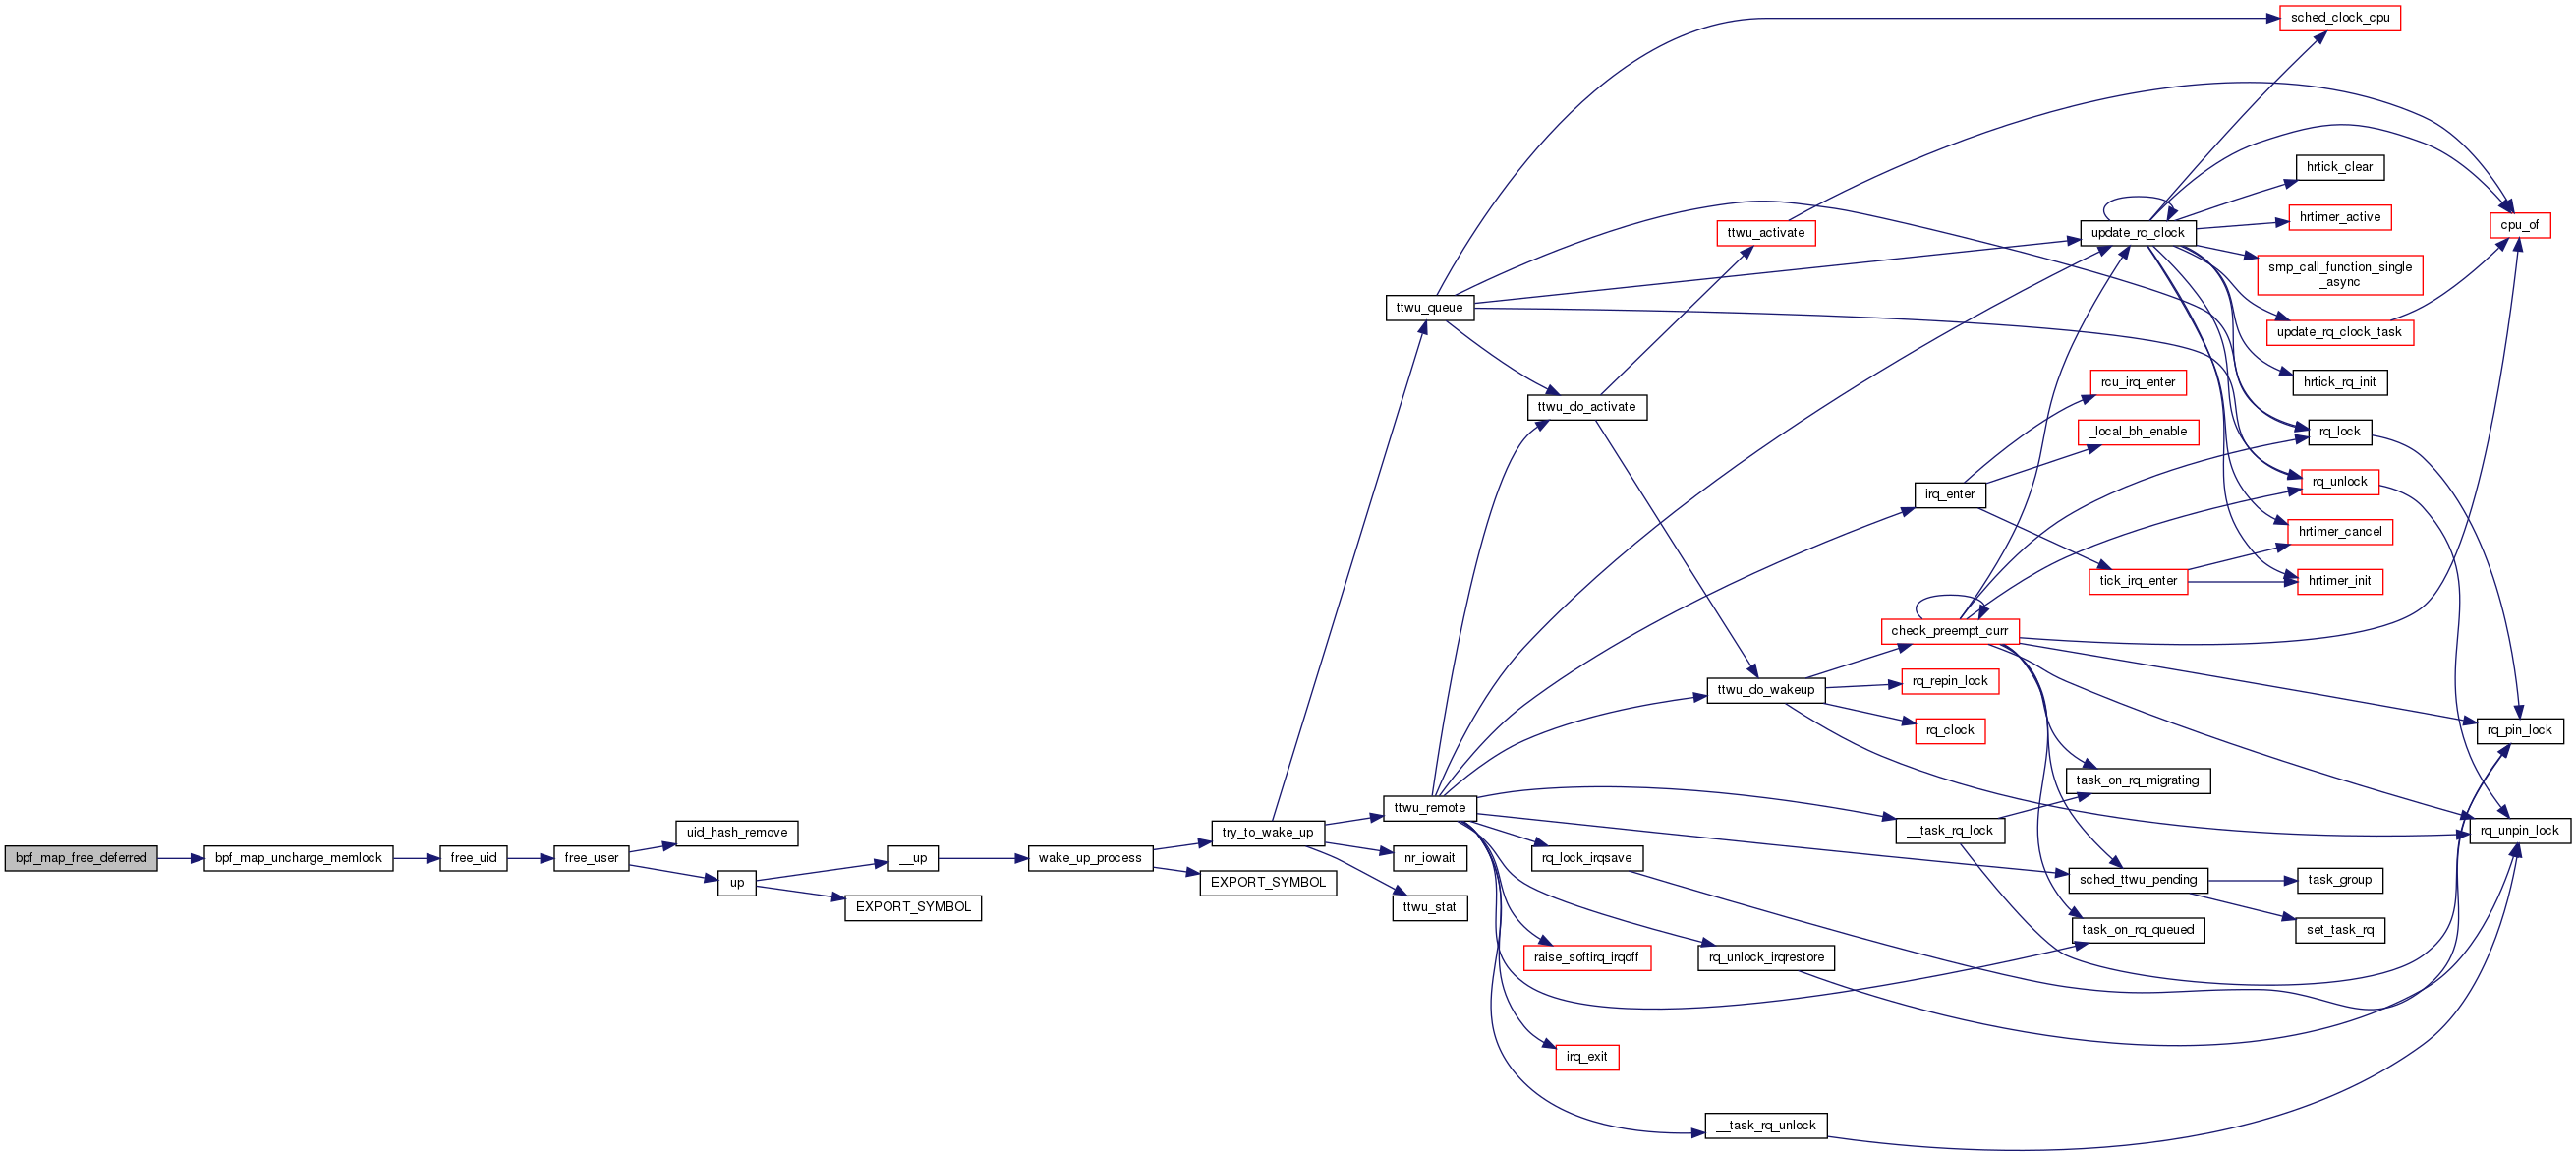 bpf_map_free_deferred
bpf_map_uncharge_memlock
free_uid
free_user
uid_hash_remove
up
__up
EXPORT_SYMBOL
wake_up_process
try_to_wake_up
EXPORT_SYMBOL
ttwu_queue
ttwu_remote
nr_iowait
ttwu_stat
ttwu_do_activate
rq_lock_irqsave
raise_softirq_irqoff
irq_exit
ttwu_activate
ttwu_do_wakeup
rq_unlock_irqrestore
__task_rq_unlock
irq_enter
check_preempt_curr
rq_repin_lock
rq_clock
__task_rq_lock
update_rq_clock
rcu_irq_enter
_local_bh_enable
tick_irq_enter
task_on_rq_migrating
sched_ttwu_pending
task_on_rq_queued
sched_clock_cpu
hrtick_clear
hrtimer_active
smp_call_function_single
_async
update_rq_clock_task
hrtick_rq_init
rq_lock
rq_unlock
hrtimer_cancel
hrtimer_init
task_group
set_task_rq
cpu_of
rq_pin_lock
rq_unpin_lock